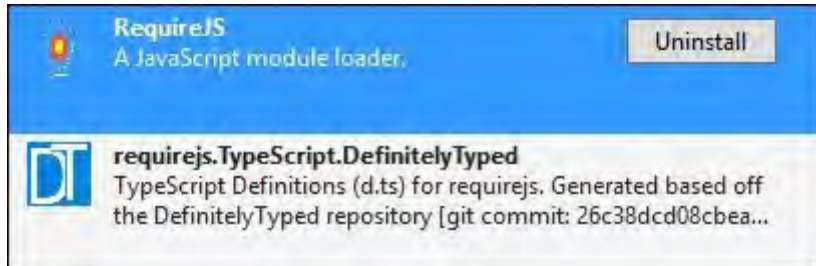 RequireJS
A JavaScript module loader.
Uninstall
DT
requirejs.TypeScript.DefinitelyTyped
TypeScript Definitions (d.ts) for requirejs. Generated based off
the DefinitelyTyped repository [git commit: 26c38dcd08cbea...